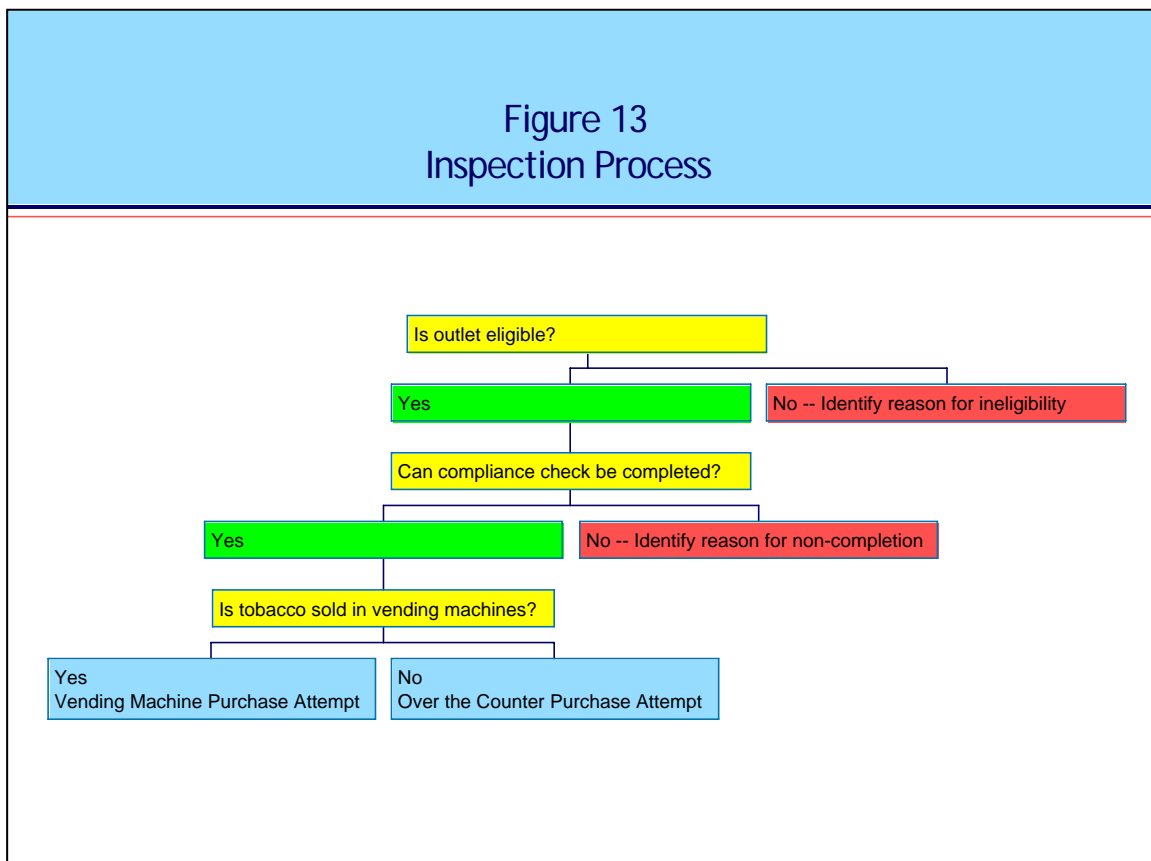 Figure 13
Inspection Process
Is outlet eligible?
Yes
No -- Identify reason for ineligibility
Can compliance check be completed?
Yes
No -- Identify reason for non-completion
Is tobacco sold in vending machines?
Yes
Vending Machine Purchase Attempt
No
Over the Counter Purchase Attempt